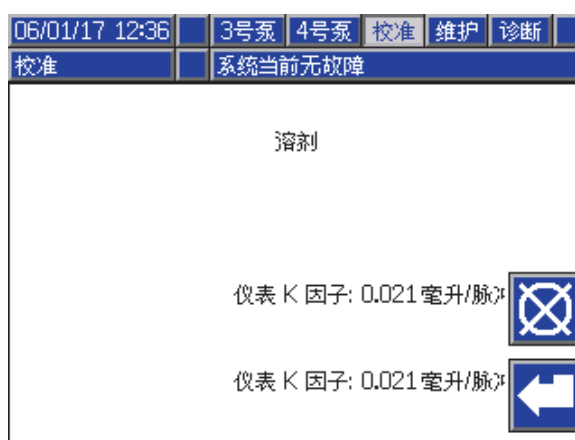 06/01/17 12:36 3号泵 4号泵 校准 维护 诊断
校准 系统当前无故障
溶剂
仪表 K 因子: 0.021 毫升/脉冲
仪表 K 因子: 0.021 毫升/脉冲